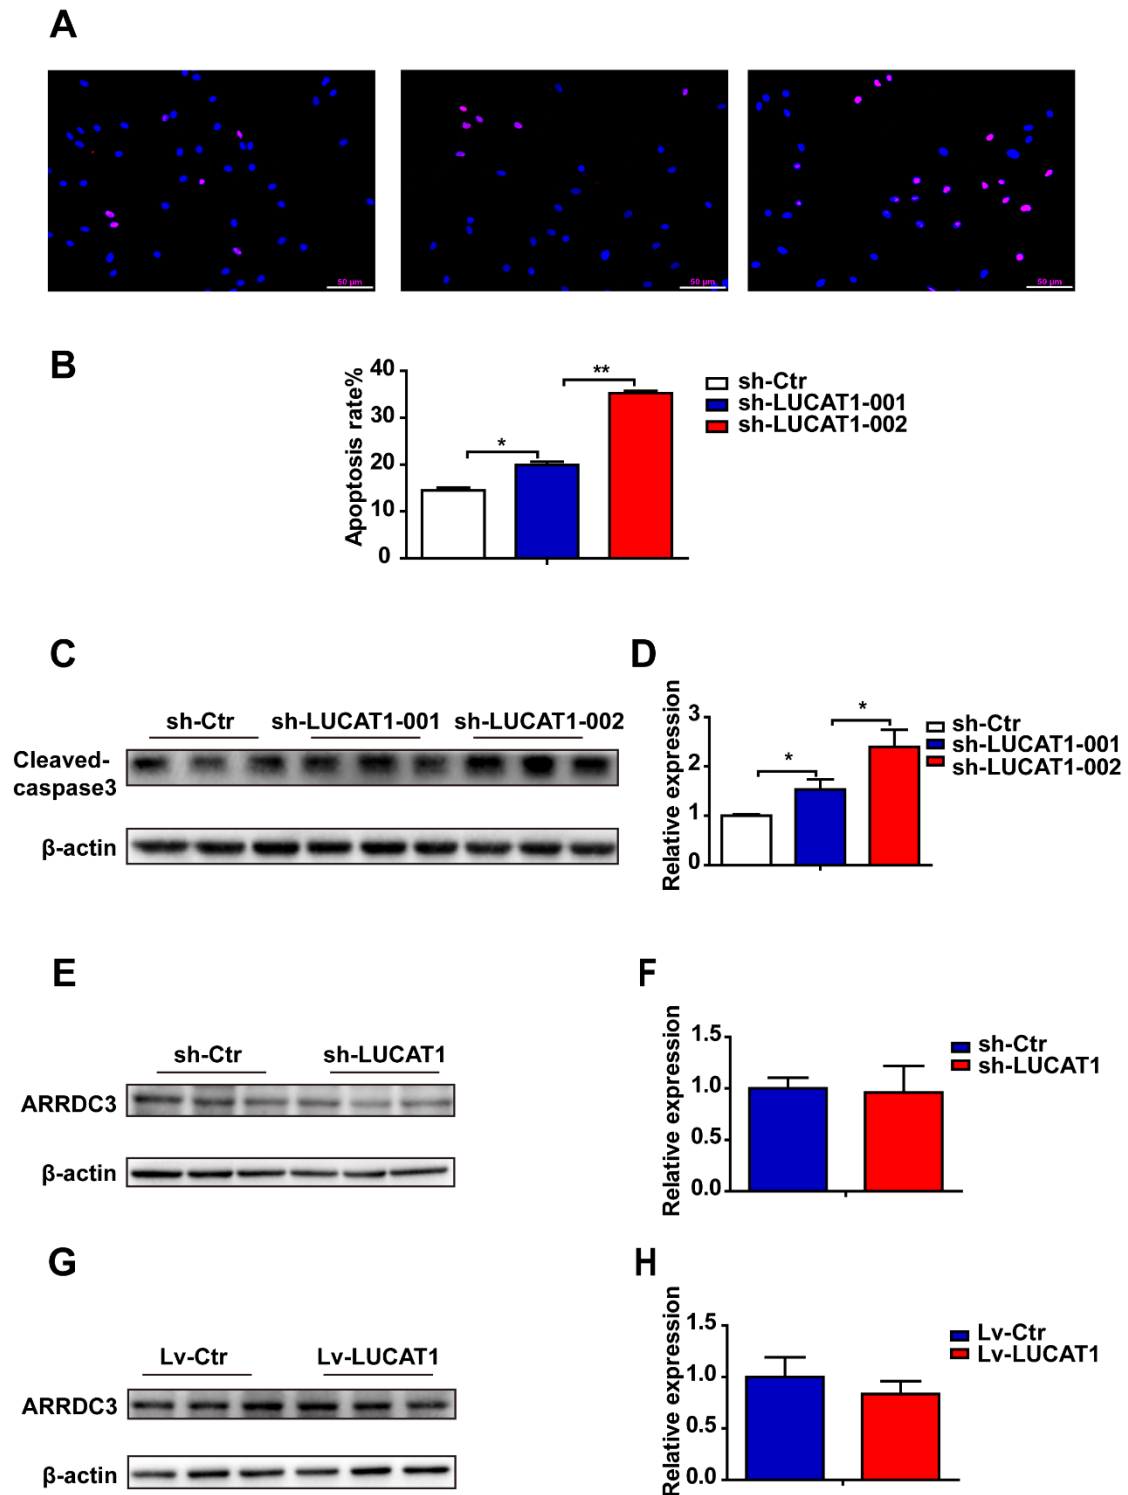 A
50 µm
50 µm
50 µm
B
Apoptosis rate%
40
30
20
10
0
*
**
sh-Ctr
sh-LUCAT1-001
sh-LUCAT1-002
C
sh-Ctr sh-LUCAT1-001 sh-LUCAT1-002
Cleaved-
caspase3
β-actin
D
Relative expression
3
2
1
0
*
*
sh-Ctr
sh-LUCAT1-001
sh-LUCAT1-002
E
sh-Ctr sh-LUCAT1
ARRDC3
β-actin
F
Relative expression
1.5
1.0
0.5
0.0
sh-Ctr
sh-LUCAT1
G
Lv-Ctr Lv-LUCAT1
ARRDC3
β-actin
H
Relative expression
1.5
1.0
0.5
0.0
Lv-Ctr
Lv-LUCAT1